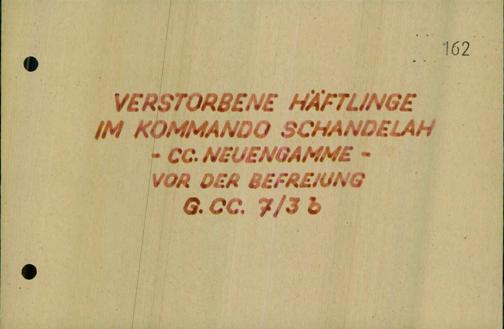 162
VERSTORBENE HÄFTLINGE
IM KOMMANDO SCHANDELAH
- CC. NEUENGAMME -
VOR DER BEFREIUNG
G. CC. 7/3 b